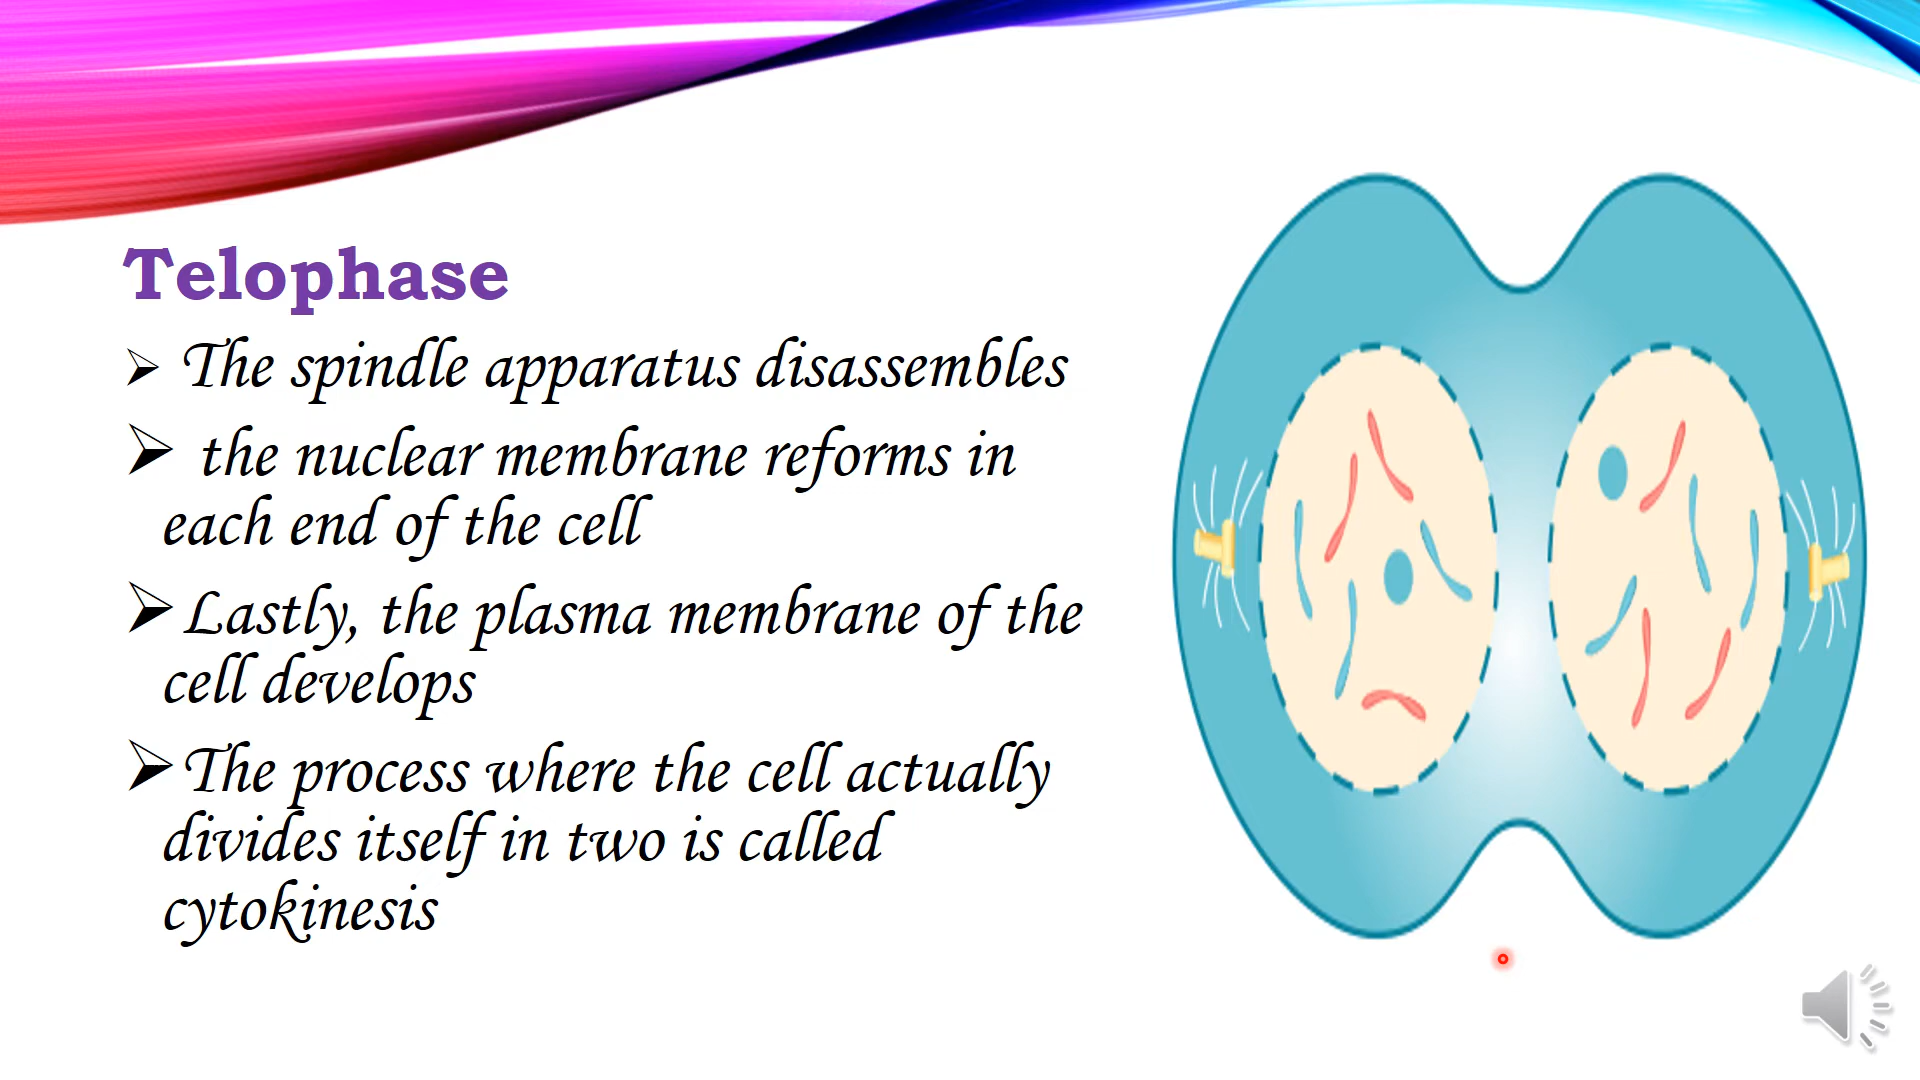 Telophase
➢ The spindle apparatus disassembles
➢ the nuclear membrane reforms in
each end of the cell
➢Lastly, the plasma membrane of the
cell develops
➢The process where the cell actually
divides itself in two is called
cytokinesis